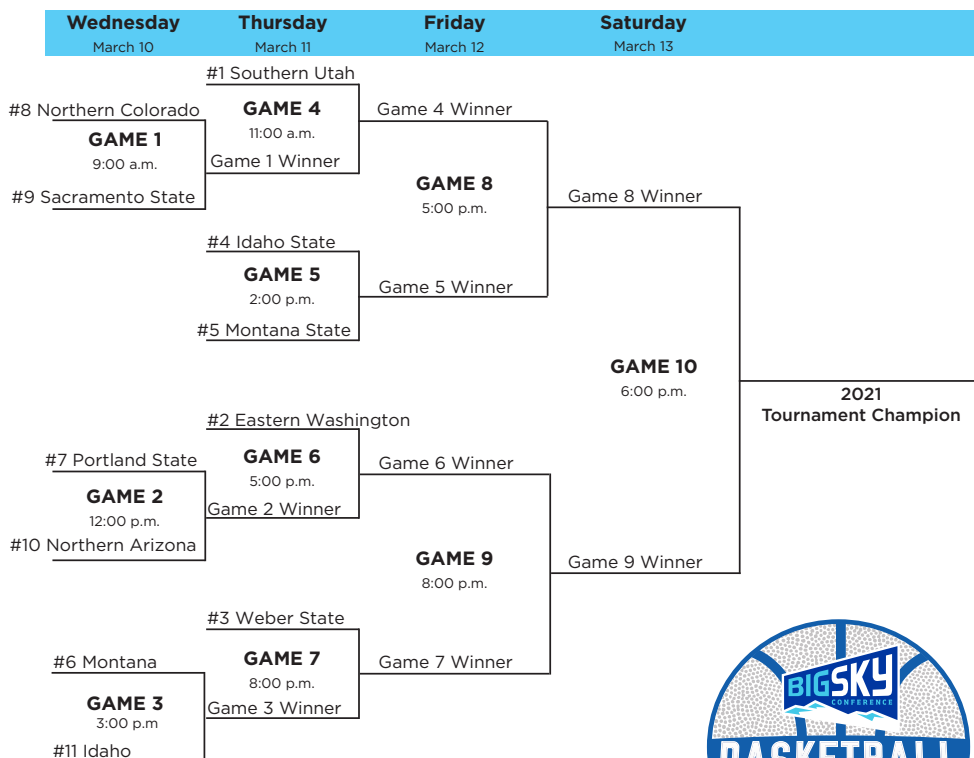 Wednesday Thursday Friday Saturday
March 10 March 11 March 12 March 13
#1 Southern Utah
#8 Northern Colorado
GAME 4
Game 4 Winner
11:00 a.m.
GAME 1
9:00 a.m.
Game 1 Winner
GAME 8
5:00 p.m.
#9 Sacramento State
Game 8 Winner
#4 Idaho State
GAME 5
2:00 p.m.
Game 5 Winner
#5 Montana State
GAME 10
6:00 p.m.
2021
Tournament Champion
#2 Eastern Washington
#7 Portland State
GAME 6
5:00 p.m.
Game 6 Winner
GAME 2
12:00 p.m.
Game 2 Winner
#10 Northern Arizona
GAME 9
8:00 p.m.
Game 9 Winner
#3 Weber State
#6 Montana
GAME 7
8:00 p.m.
Game 7 Winner
GAME 3
3:00 p.m
Game 3 Winner
#11 Idaho
BIGSKY
CONFERENCE
BASKETBALL